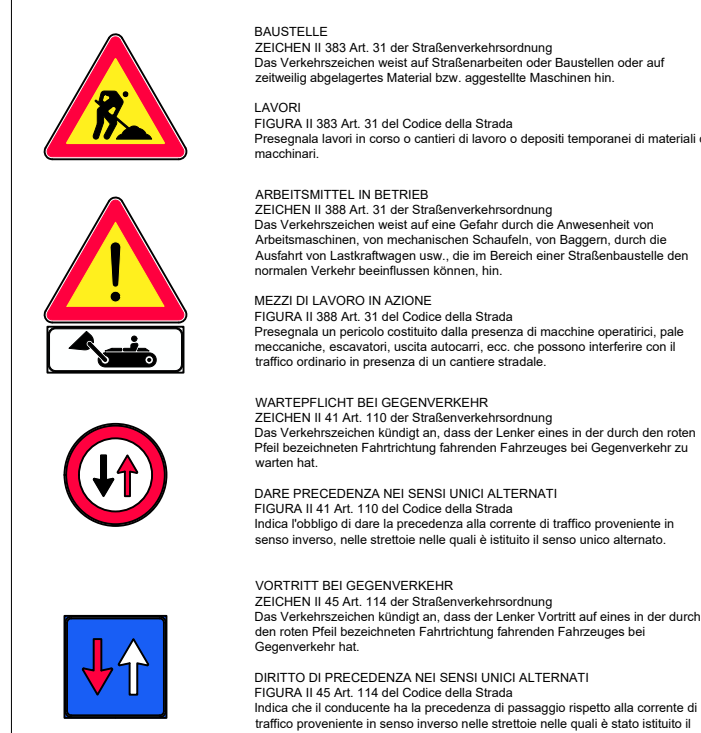 BAUSTELLE
ZEICHEN II 383 Art. 31 der Straßenverkehrsordnung
Das Verkehrszeichen weist auf Straßenarbeiten oder Baustellen oder auf
zeitweilig abgelagertes Material bzw. aggestellte Maschinen hin.
LAVORI
FIGURA II 383 Art. 31 del Codice della Strada
Presegnala lavori in corso o cantieri di lavoro o depositi temporanei di materiali
macchinari.
ARBEITSMITTEL IN BETRIEB
ZEICHEN II 388 Art. 31 der Straßenverkehrsordnung
Das Verkehrszeichen weist auf eine Gefahr durch die Anwesenheit von
Arbeitsmaschinen, von mechanischen Schaufeln, von Baggern, durch die
Ausfahrt von Lastkraftwagen usw., die im Bereich einer Straßenbaustelle den
normalen Verkehr beeinflussen können, hin.
MEZZI DI LAVORO IN AZIONE
FIGURA II 388 Art. 31 del Codice della Strada
Presegnala un pericolo costituito dalla presenza di macchine operatirici, pale
meccaniche, escavatori, uscita autocarri, ecc. che possono interferire con il
traffico ordinario in presenza di un cantiere stradale.
WARTEPFLICHT BEI GEGENVERKEHR
ZEICHEN II 41 Art. 110 der Straßenverkehrsordnung
Das Verkehrszeichen kündigt an, dass der Lenker eines in der durch den roten
Pfeil bezeichneten Fahrtrichtung fahrenden Fahrzeuges bei Gegenverkehr zu
warten hat.
DARE PRECEDENZA NEI SENSI UNICI ALTERNATI
FIGURA II 41 Art. 110 del Codice della Strada
Indica l'obbligo di dare la precedenza alla corrente di traffico proveniente in
senso inverso, nelle strettoie nelle quali è istituito il senso unico alternato.
VORTRITT BEI GEGENVERKEHR
ZEICHEN II 45 Art. 114 der Straßenverkehrsordnung
Das Verkehrszeichen kündigt an, dass der Lenker Vortritt auf eines in der durch
den roten Pfeil bezeichneten Fahrtrichtung fahrenden Fahrzeuges bei
Gegenverkehr hat.
DIRITTO DI PRECEDENZA NEI SENSI UNICI ALTERNATI
FIGURA II 45 Art. 114 del Codice della Strada
Indica che il conducente ha la precedenza di passaggio rispetto alla corrente di
traffico proveniente in senso inverso nelle strettoie nelle quali è stato istituito il